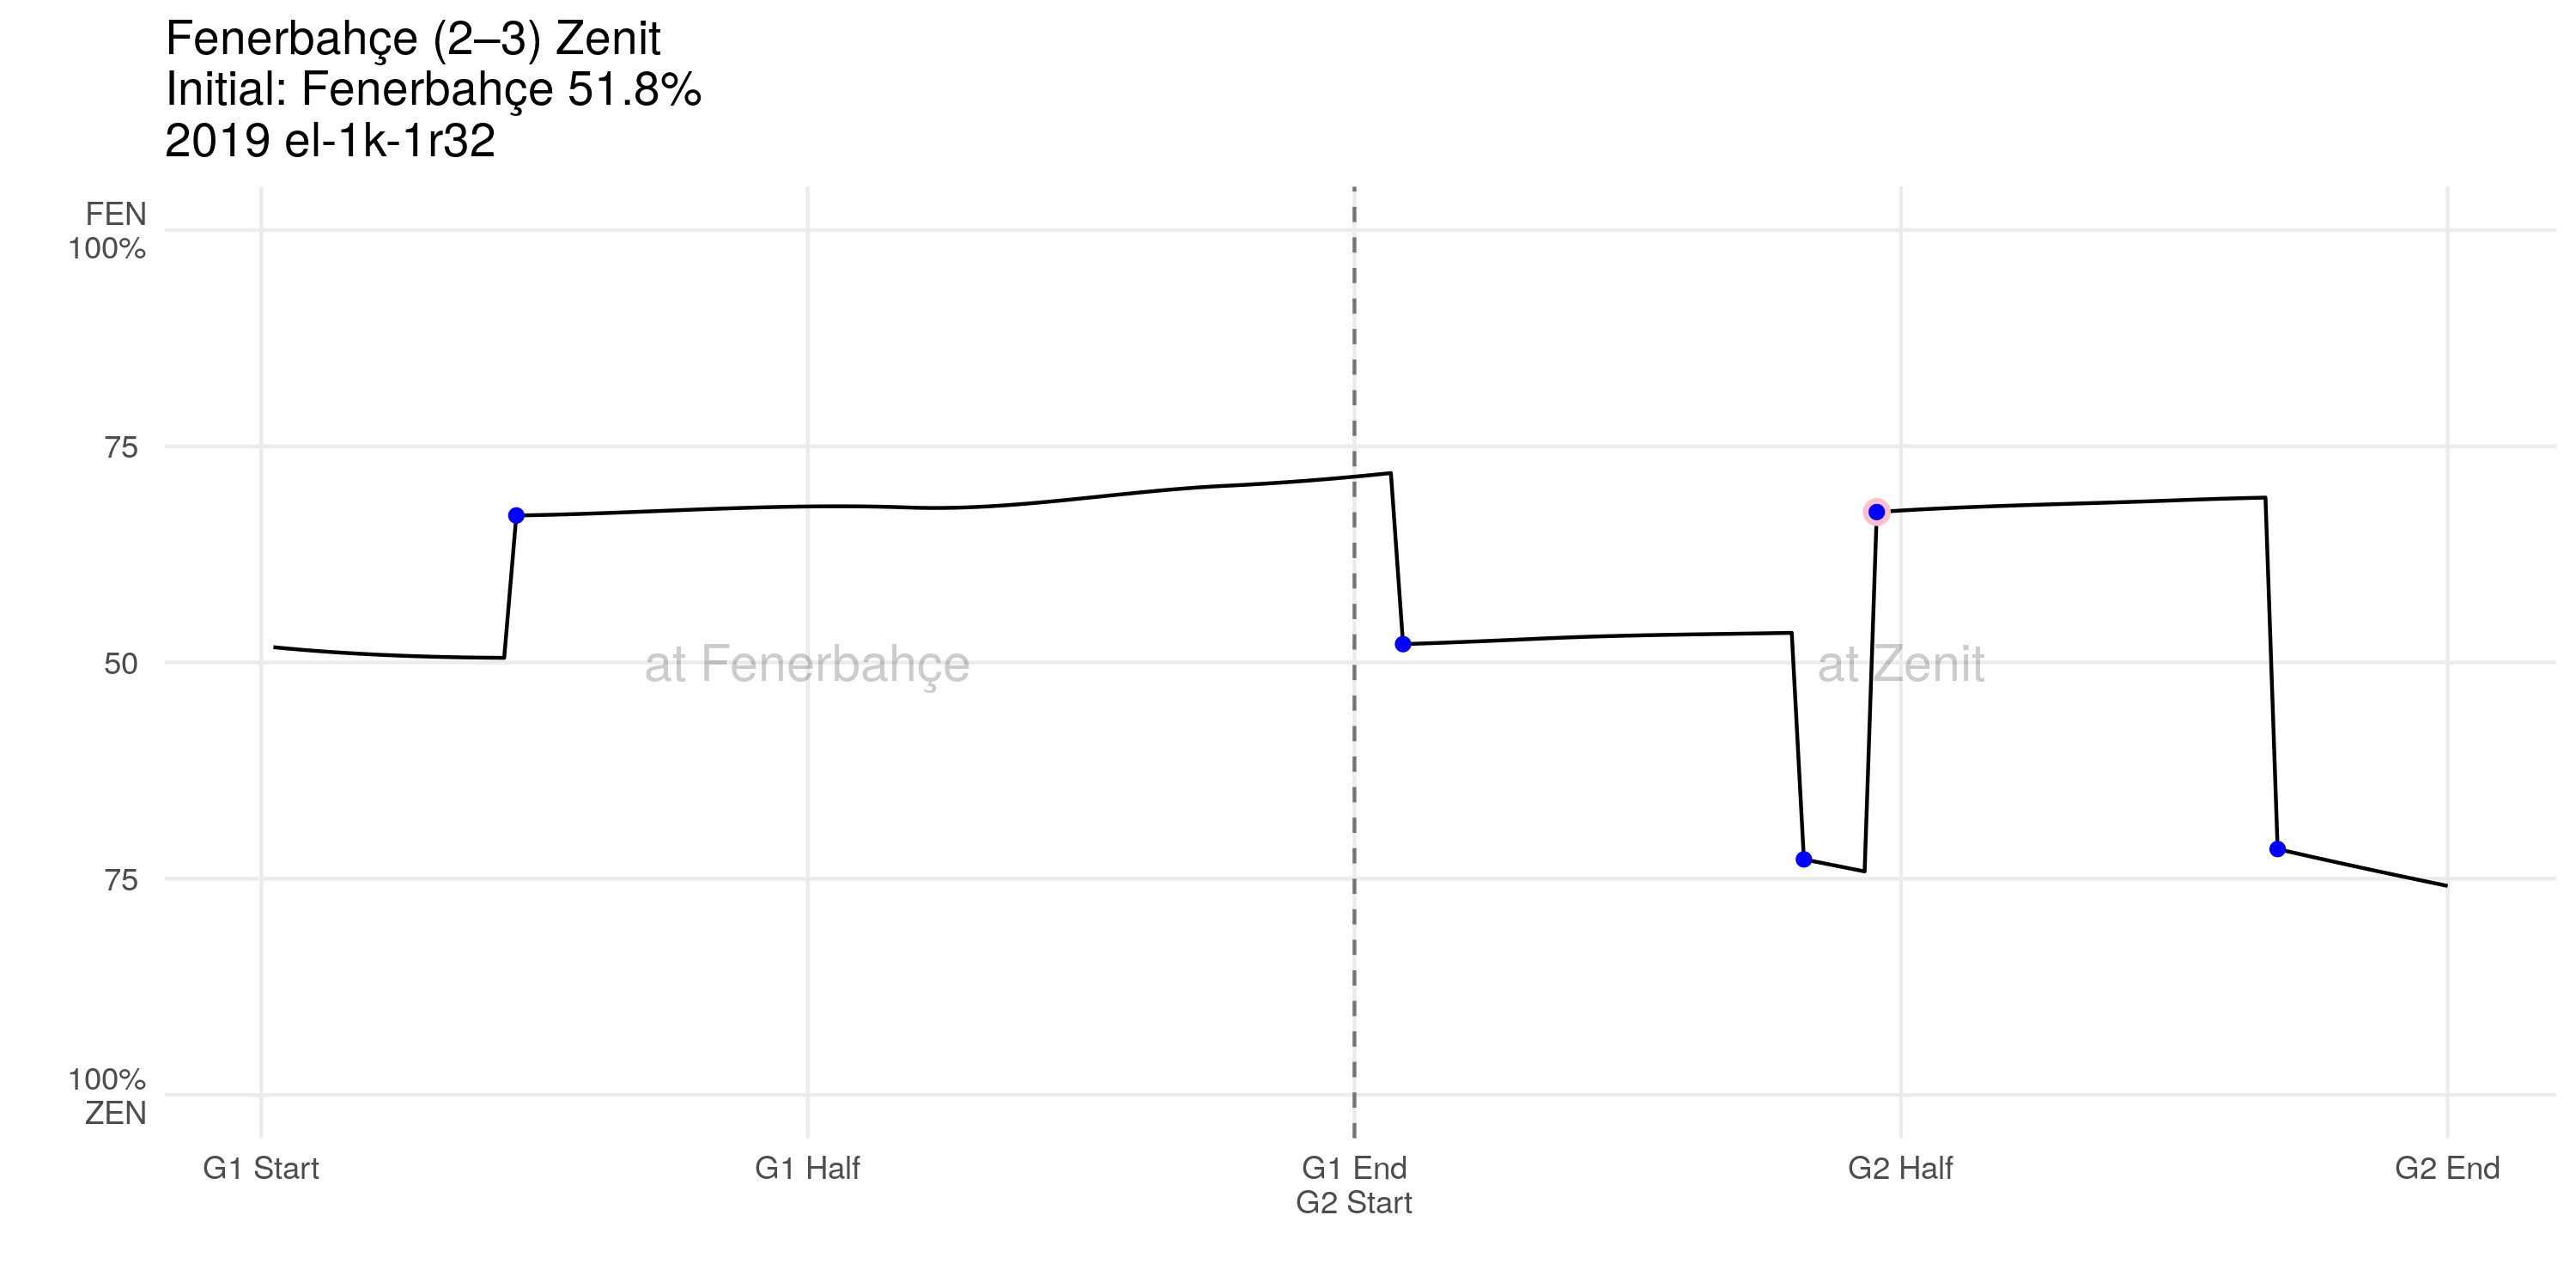 Fenerbahçe (2–3) Zenit
Initial: Fenerbahçe 51.8%
2019 el-1k-1r32
FEN
100%
75
50
75
100%
ZEN
at Fenerbahçe
at Zenit
G1 Start
G1 Half
G1 End
G2 Start
G2 Half
G2 End